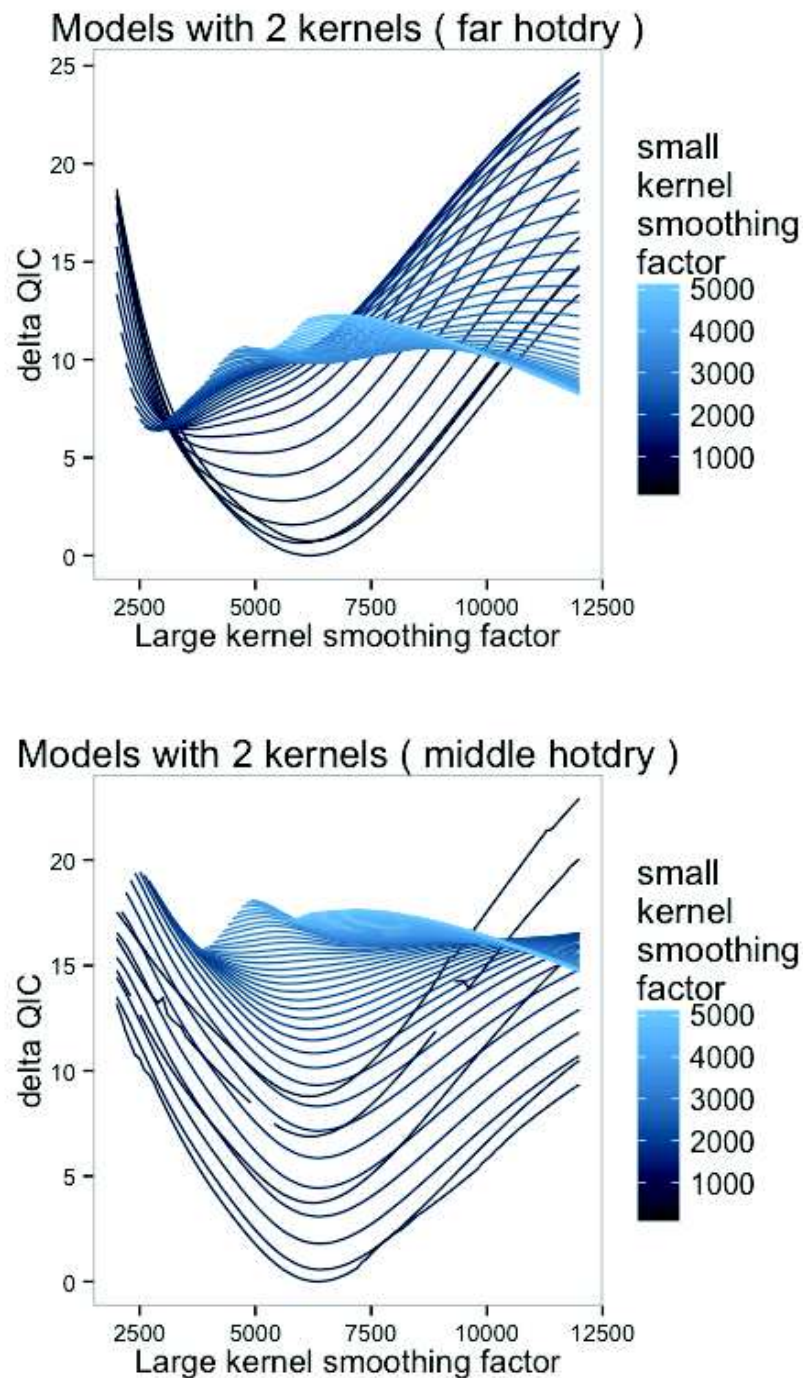 Models with 2 kernels ( far hotdry )
25
20
15
10
5
0
delta QIC
2500
5000
7500
10000
12500
Large kernel smoothing factor
small
kernel
smoothing
factor
5000
4000
3000
2000
1000
Models with 2 kernels ( middle hotdry )
20
15
10
5
0
delta QIC
2500
5000
7500
10000
12500
Large kernel smoothing factor
small
kernel
smoothing
factor
5000
4000
3000
2000
1000